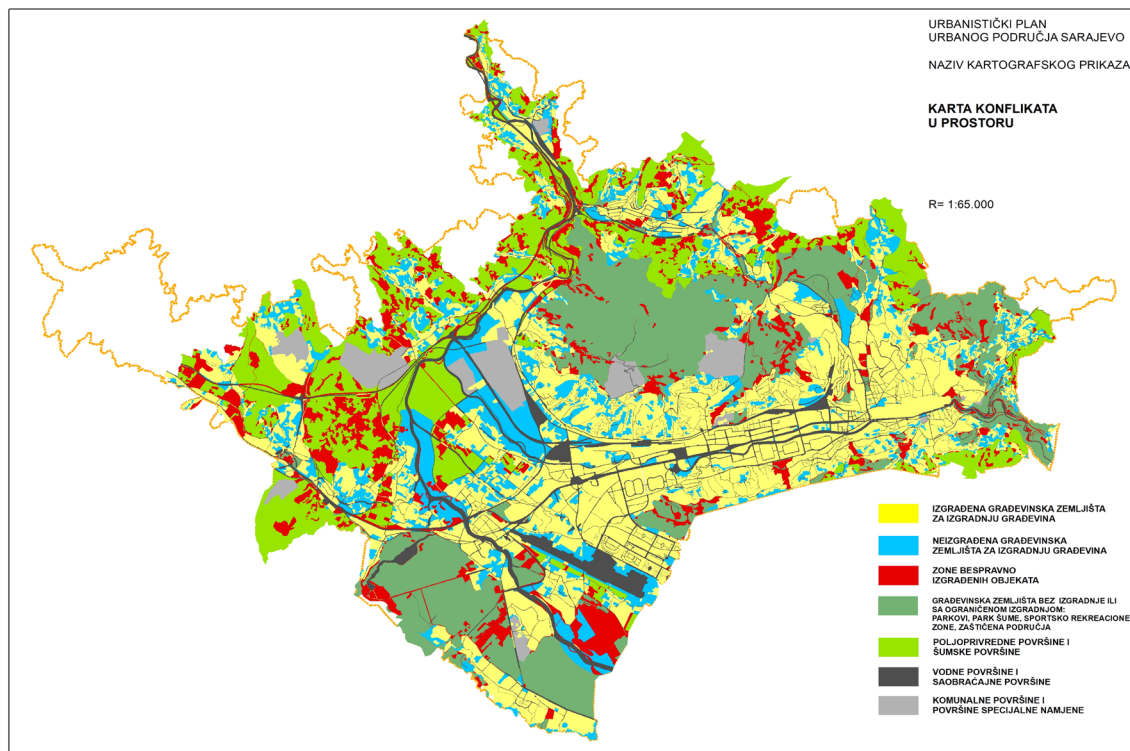 URBANISTIČKI PLAN
URBANOG PODRUČJA SARAJEVO
NAZIV KARTOGRAFSKOG PRIKAZA
KARTA KONFLIKATA
U PROSTORU
R= 1:65.000
IZGRAĐENA GRAĐEVINSKA ZEMLJIŠTA
ZA IZGRADNJU GRAĐEVINA
NEIZGRAĐENA GRAĐEVINSKA
ZEMLJIŠTA ZA IZGRADNJU GRAĐEVINA
ZONE BESPRAVNO
IZGRAĐENIH OBJEKATA
GRAĐEVINSKA ZEMLJIŠTA BEZ IZGRADNJE ILI
SA OGRANIČENOM IZGRADNJOM:
PARKOVI, PARK ŠUME, SPORTSKO REKREACIONE
ZONE, ZAŠTIČENA PODRUČJA
POLJOPRIVREDNE POVRŠINE I
ŠUMSKE POVRŠINE
VODNE POVRŠINE I
SAOBRAĆAJNE POVRŠINE
KOMUNALNE POVRŠINE I
POVRŠINE SPECIJALNE NAMJENE